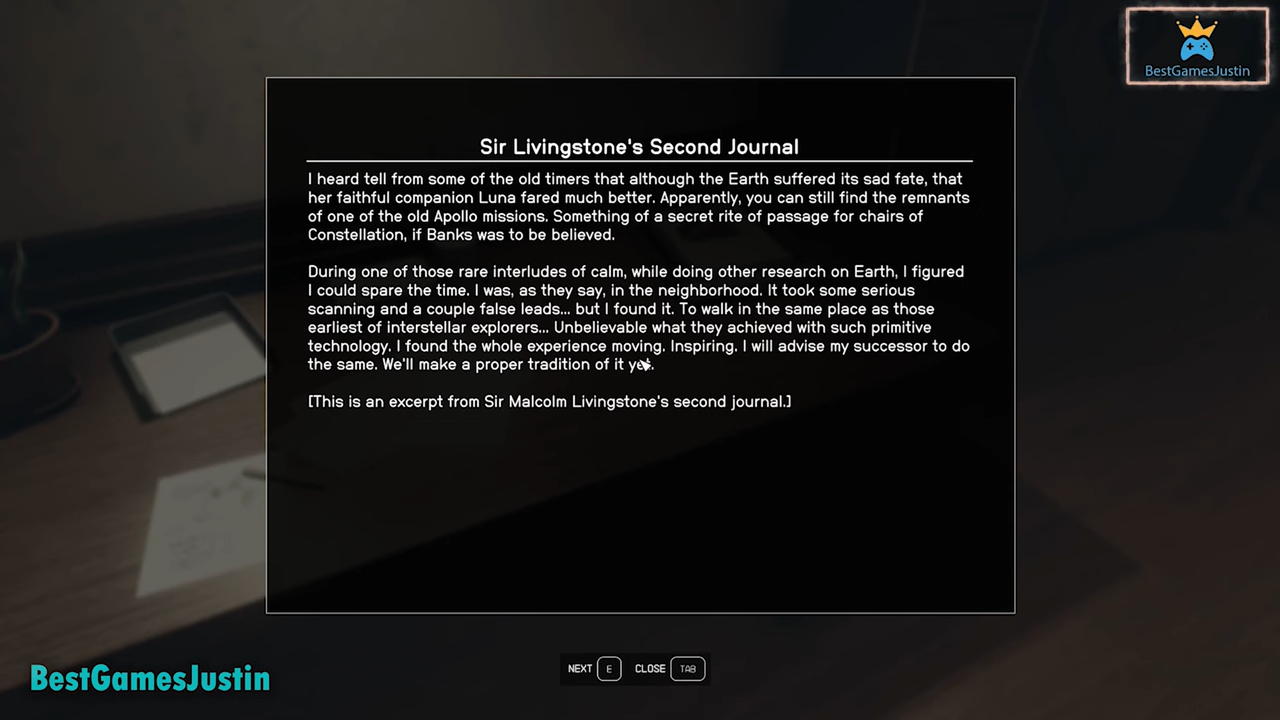 BestGamesJustin
Sir Livingstone's Second Journal
I heard tell from some of the old timers that although the Earth suffered its sad fate, that
her faithful companion Luna fared much better. Apparently, you can still find the remnants
of one of the old Apollo missions. Something of a secret rite of passage for chairs of
Constellation, if Banks was to be believed.
During one of those rare interludes of calm, while doing other research on Earth, I figured
I could spare the time. I was, as they say, in the neighborhood. It took some serious
scanning and a couple false leads... but I found it. To walk in the same place as those
earliest of interstellar explorers... Unbelievable what they achieved with such primitive
technology. I found the whole experience moving. Inspiring. I will advise my successor to do
the same. We'll make a proper tradition of it yet.
[This is an excerpt from Sir Malcolm Livingstone's second journal.]
NEXT E CLOSE TAB
BestGamesJustin